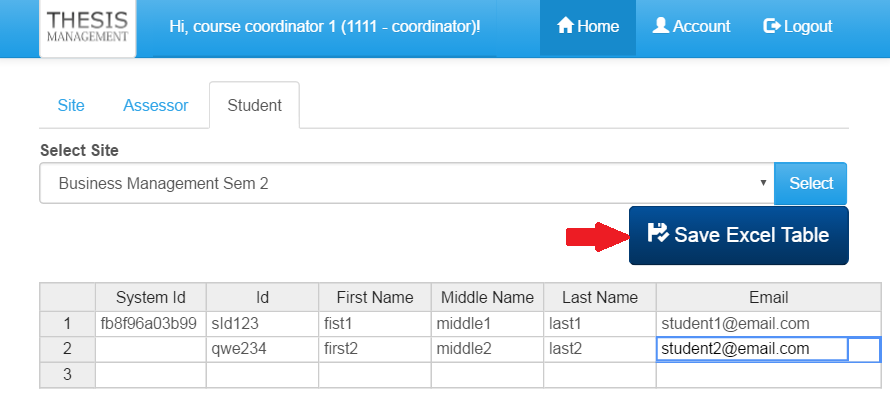 THESIS
MANAGEMENT
Hi, course coordinator 1 (1111 - coordinator)!
Home
Account
Logout
Site
Assessor
Student
Select Site
Business Management Sem 2
Select
Save Excel Table
System Id Id First Name Middle Name Last Name Email
1 fb8f96a03b99 sId123 fist1 middle1 last1 student1@email.com
2 qwe234 first2 middle2 last2 student2@email.com
3